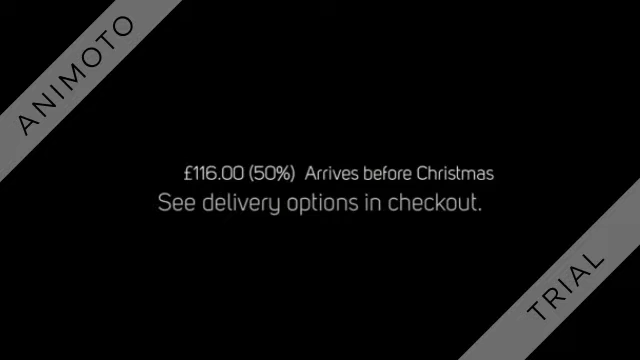 ANIMOTO
£116.00 (50%) Arrives before Christmas
See delivery options in checkout.
TRIAL